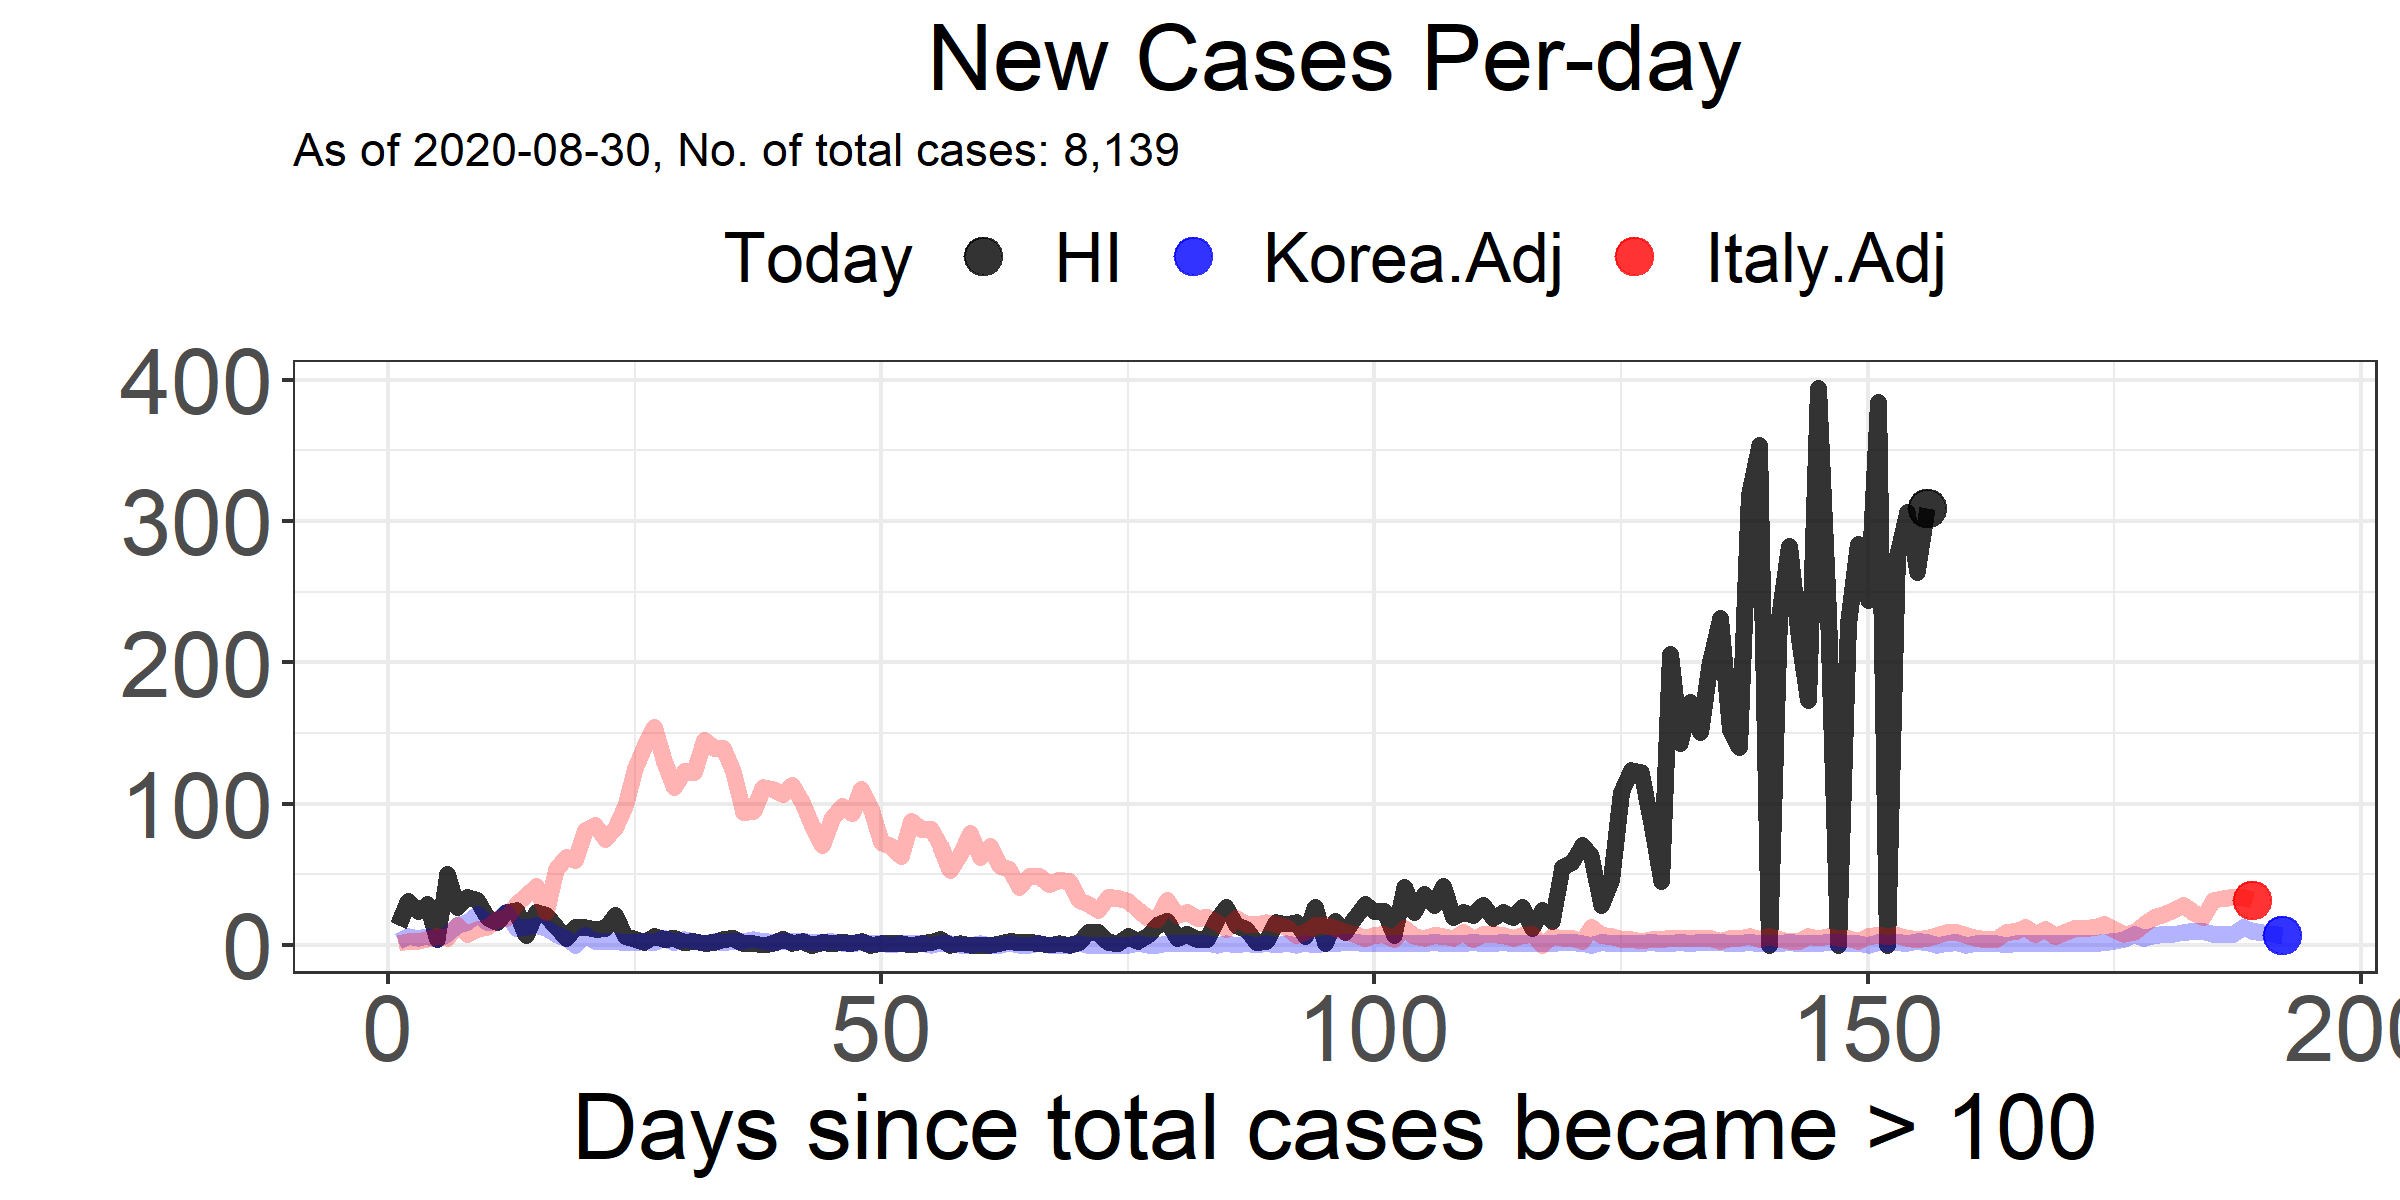 New Cases Per-day
As of 2020-08-30, No. of total cases: 8,139
Today HI Korea.Adj Italy.Adj
400
300
200
100
0
0 50 100 150 200
Days since total cases became > 100